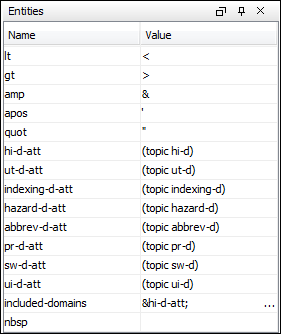 Entities
Name Value
lt <
gt >
amp &
apos '
quot "
hi-d-att (topic hi-d)
ut-d-att (topic ut-d)
indexing-d-att (topic indexing-d)
hazard-d-att (topic hazard-d)
abbrev-d-att (topic abbrev-d)
pr-d-att (topic pr-d)
sw-d-att (topic sw-d)
ui-d-att (topic ui-d)
included-domains &hi-d-att; ...
nbsp